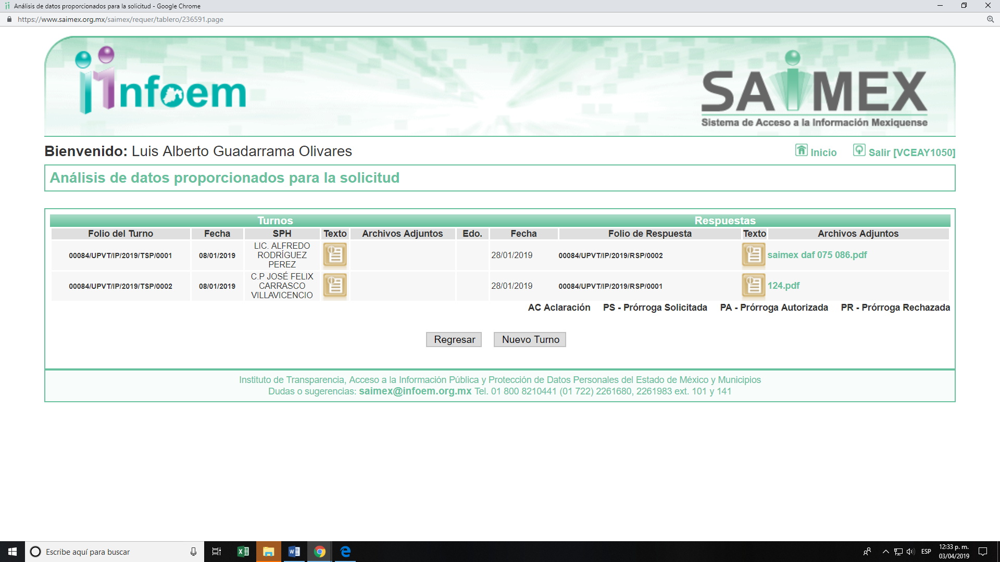 Análisis de datos proporcionados para la solicitud - Google Chrome
https://www.saimex.org.mx/saimex/requer/tablero/236591.page
infoem
SAIMEX
Sistema de Acceso a la Información Mexiquense
Bienvenido: Luis Alberto Guadarrama Olivares
Inicio Salir [VCEAY1050]
Análisis de datos proporcionados para la solicitud
Turnos Respuestas
Folio del Turno Fecha SPH Texto Archivos Adjuntos Edo. Fecha Folio de Respuesta Texto Archivos Adjuntos
00084/UPVT/IP/2019/TSP/0001 08/01/2019 LIC. ALFREDO RODRÍGUEZ PEREZ 28/01/2019 00084/UPVT/IP/2019/RSP/0002 saimex daf 075 086.pdf
00084/UPVT/IP/2019/TSP/0002 08/01/2019 C.P JOSÉ FELIX CARRASCO VILLAVICENCIO 28/01/2019 00084/UPVT/IP/2019/RSP/0001 124.pdf
AC Aclaración PS - Prórroga Solicitada PA - Prórroga Autorizada PR - Prórroga Rechazada
Regresar Nuevo Turno
Instituto de Transparencia, Acceso a la Información Pública y Protección de Datos Personales del Estado de México y Municipios
Dudas o sugerencias: saimex@infoem.org.mx Tel. 01 800 8210441 (01 722) 2261680, 2261983 ext. 101 y 141
Escribe aquí para buscar
ESP
12:33 p. m.
03/04/2019